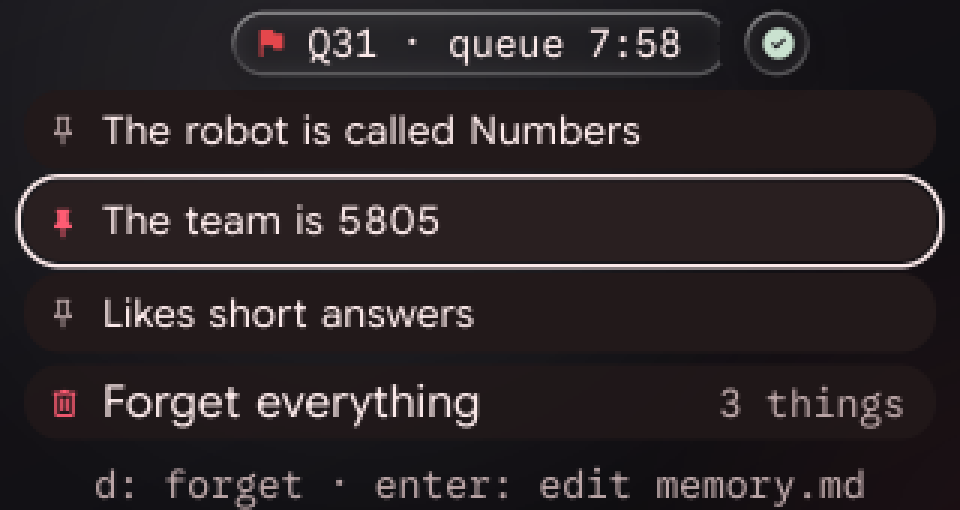 Q31 · queue 7:58
The robot is called Numbers
The team is 5805
Likes short answers
Forget everything 3 things
d: forget · enter: edit memory.md